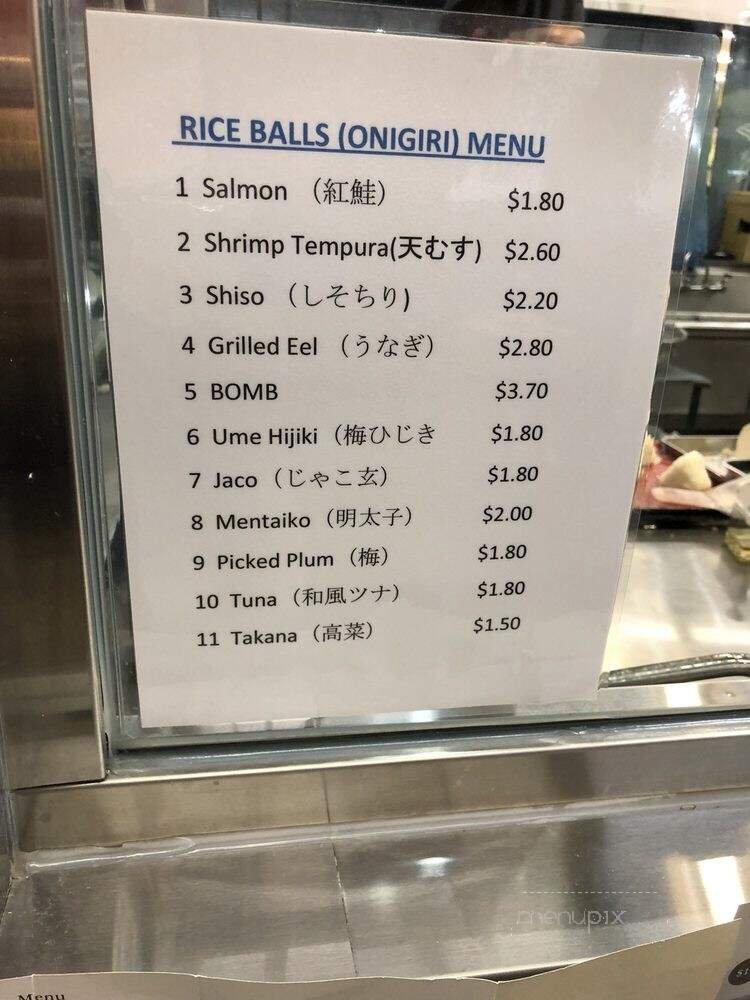 RICE BALLS (ONIGIRI) MENU
1 Salmon （紅鮭） $1.80
2 Shrimp Tempura(天むす) $2.60
3 Shiso （しそちり) $2.20
4 Grilled Eel （うなぎ） $2.80
5 BOMB $3.70
6 Ume Hijiki （梅ひじき $1.80
7 Jaco （じゃこ玄） $1.80
8 Mentaiko （明太子） $2.00
9 Picked Plum （梅） $1.80
10 Tuna （和風ツナ） $1.80
11 Takana （高菜） $1.50
menupix
Menu